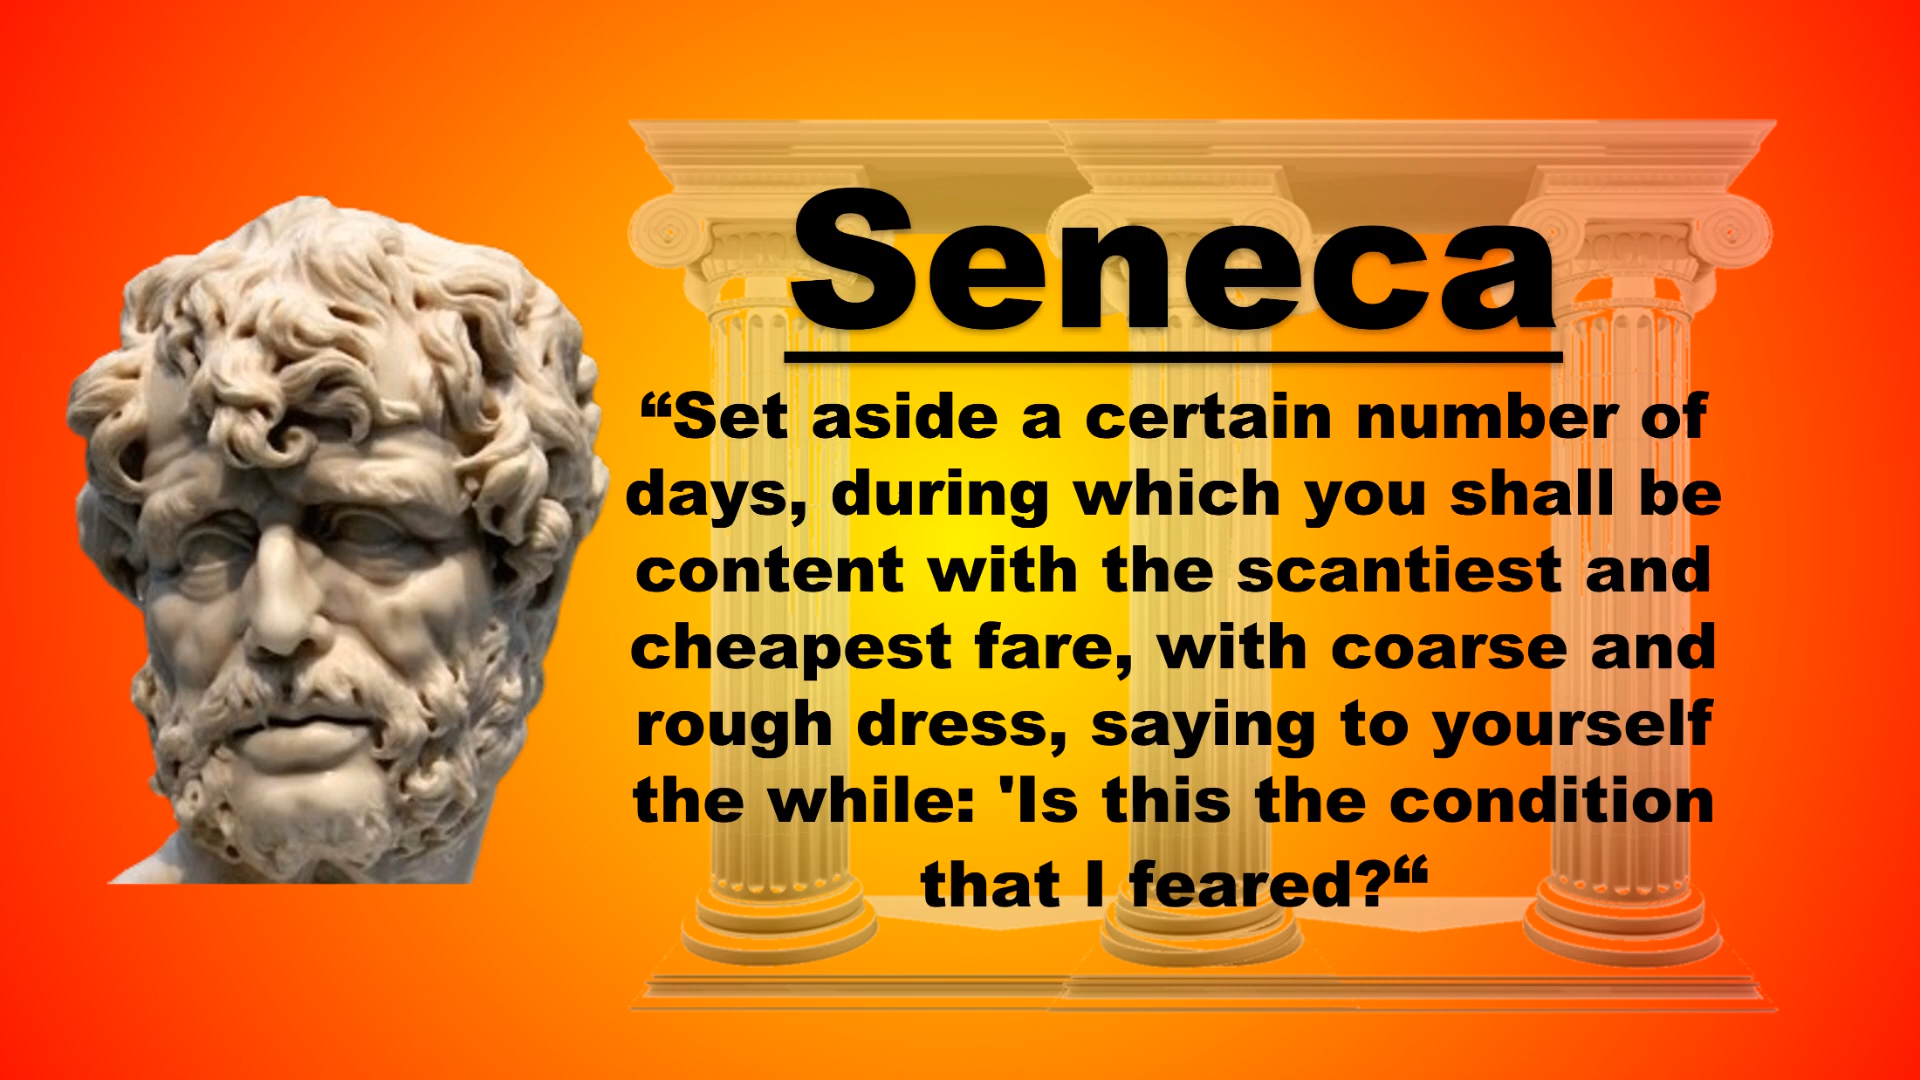 Seneca
“Set aside a certain number of
days, during which you shall be
content with the scantiest and
cheapest fare, with coarse and
rough dress, saying to yourself
the while: 'Is this the condition
that I feared?“